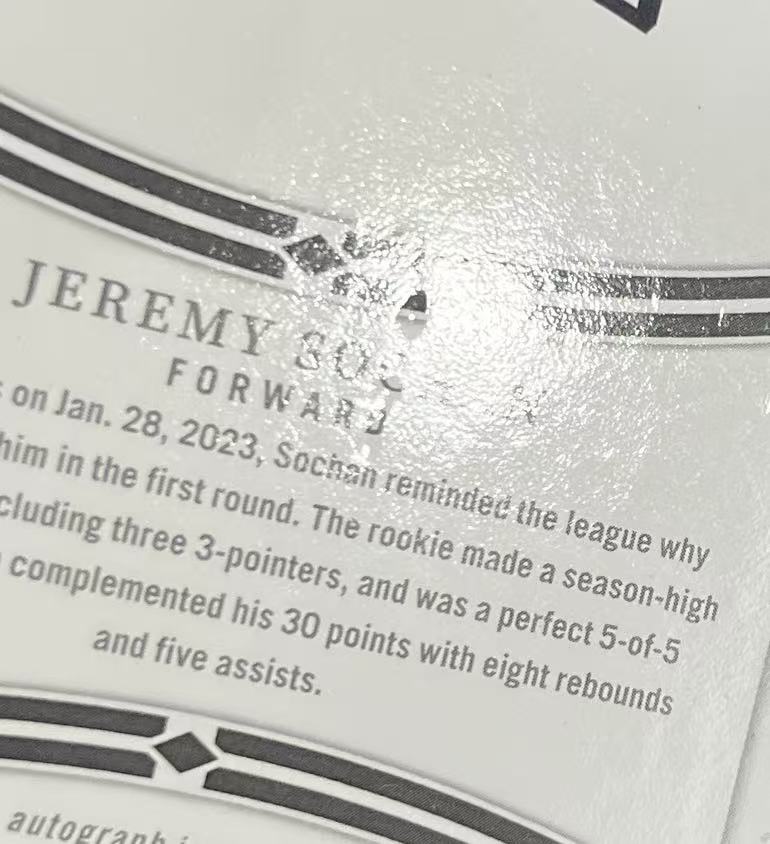 JEREMY SOCHAN
FORWARD
on Jan. 28, 2023, Sochan reminded the league why
him in the first round. The rookie made a season-high
cluding three 3-pointers, and was a perfect 5-of-5
complemented his 30 points with eight rebounds
and five assists.
autograph